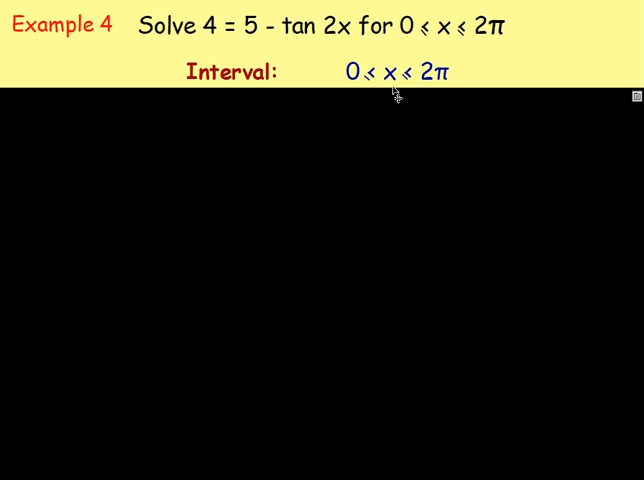 Example 4 Solve 4 = 5 - tan 2x for 0 ⩽ x ⩽ 2π
Interval: 0 ⩽ x ⩽ 2π